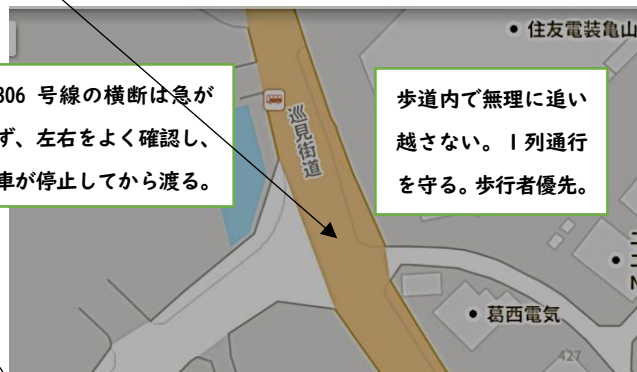 住友電装亀山
306 号線の横断は急が
ず、左右をよく確認し、
車が停止してから渡る。
巡見街道
歩道内で無理に追い
越さない。1列通行
を守る。歩行者優先。
葛西電気
427